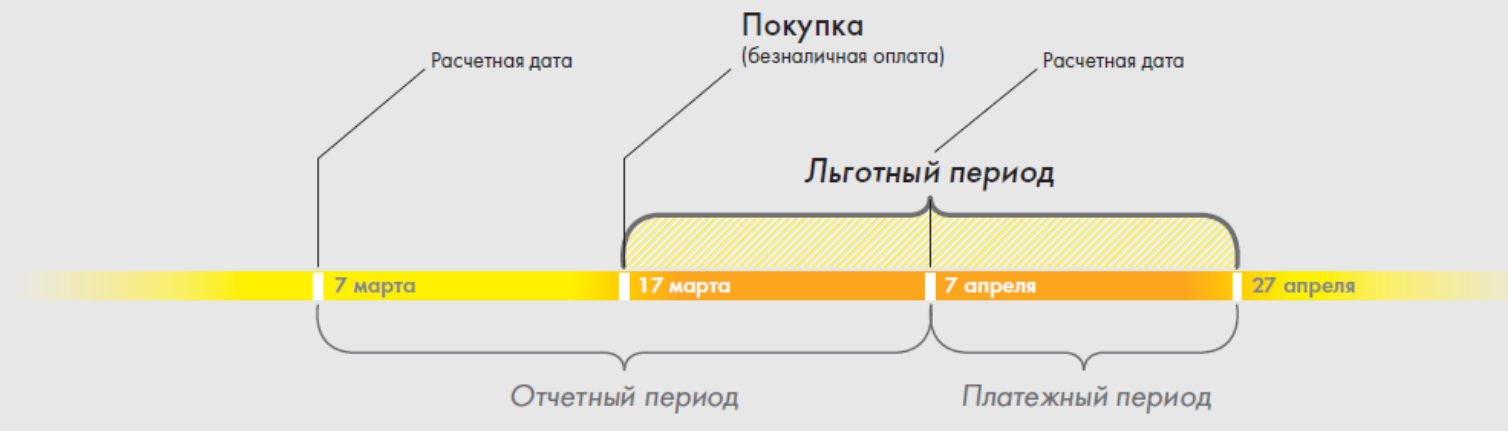 Покупка
(безналичная оплата)
Расчетная дата
Расчетная дата
Льготный период
7 марта
17 марта
7 апреля
27 апреля
Отчетный период
Платежный период